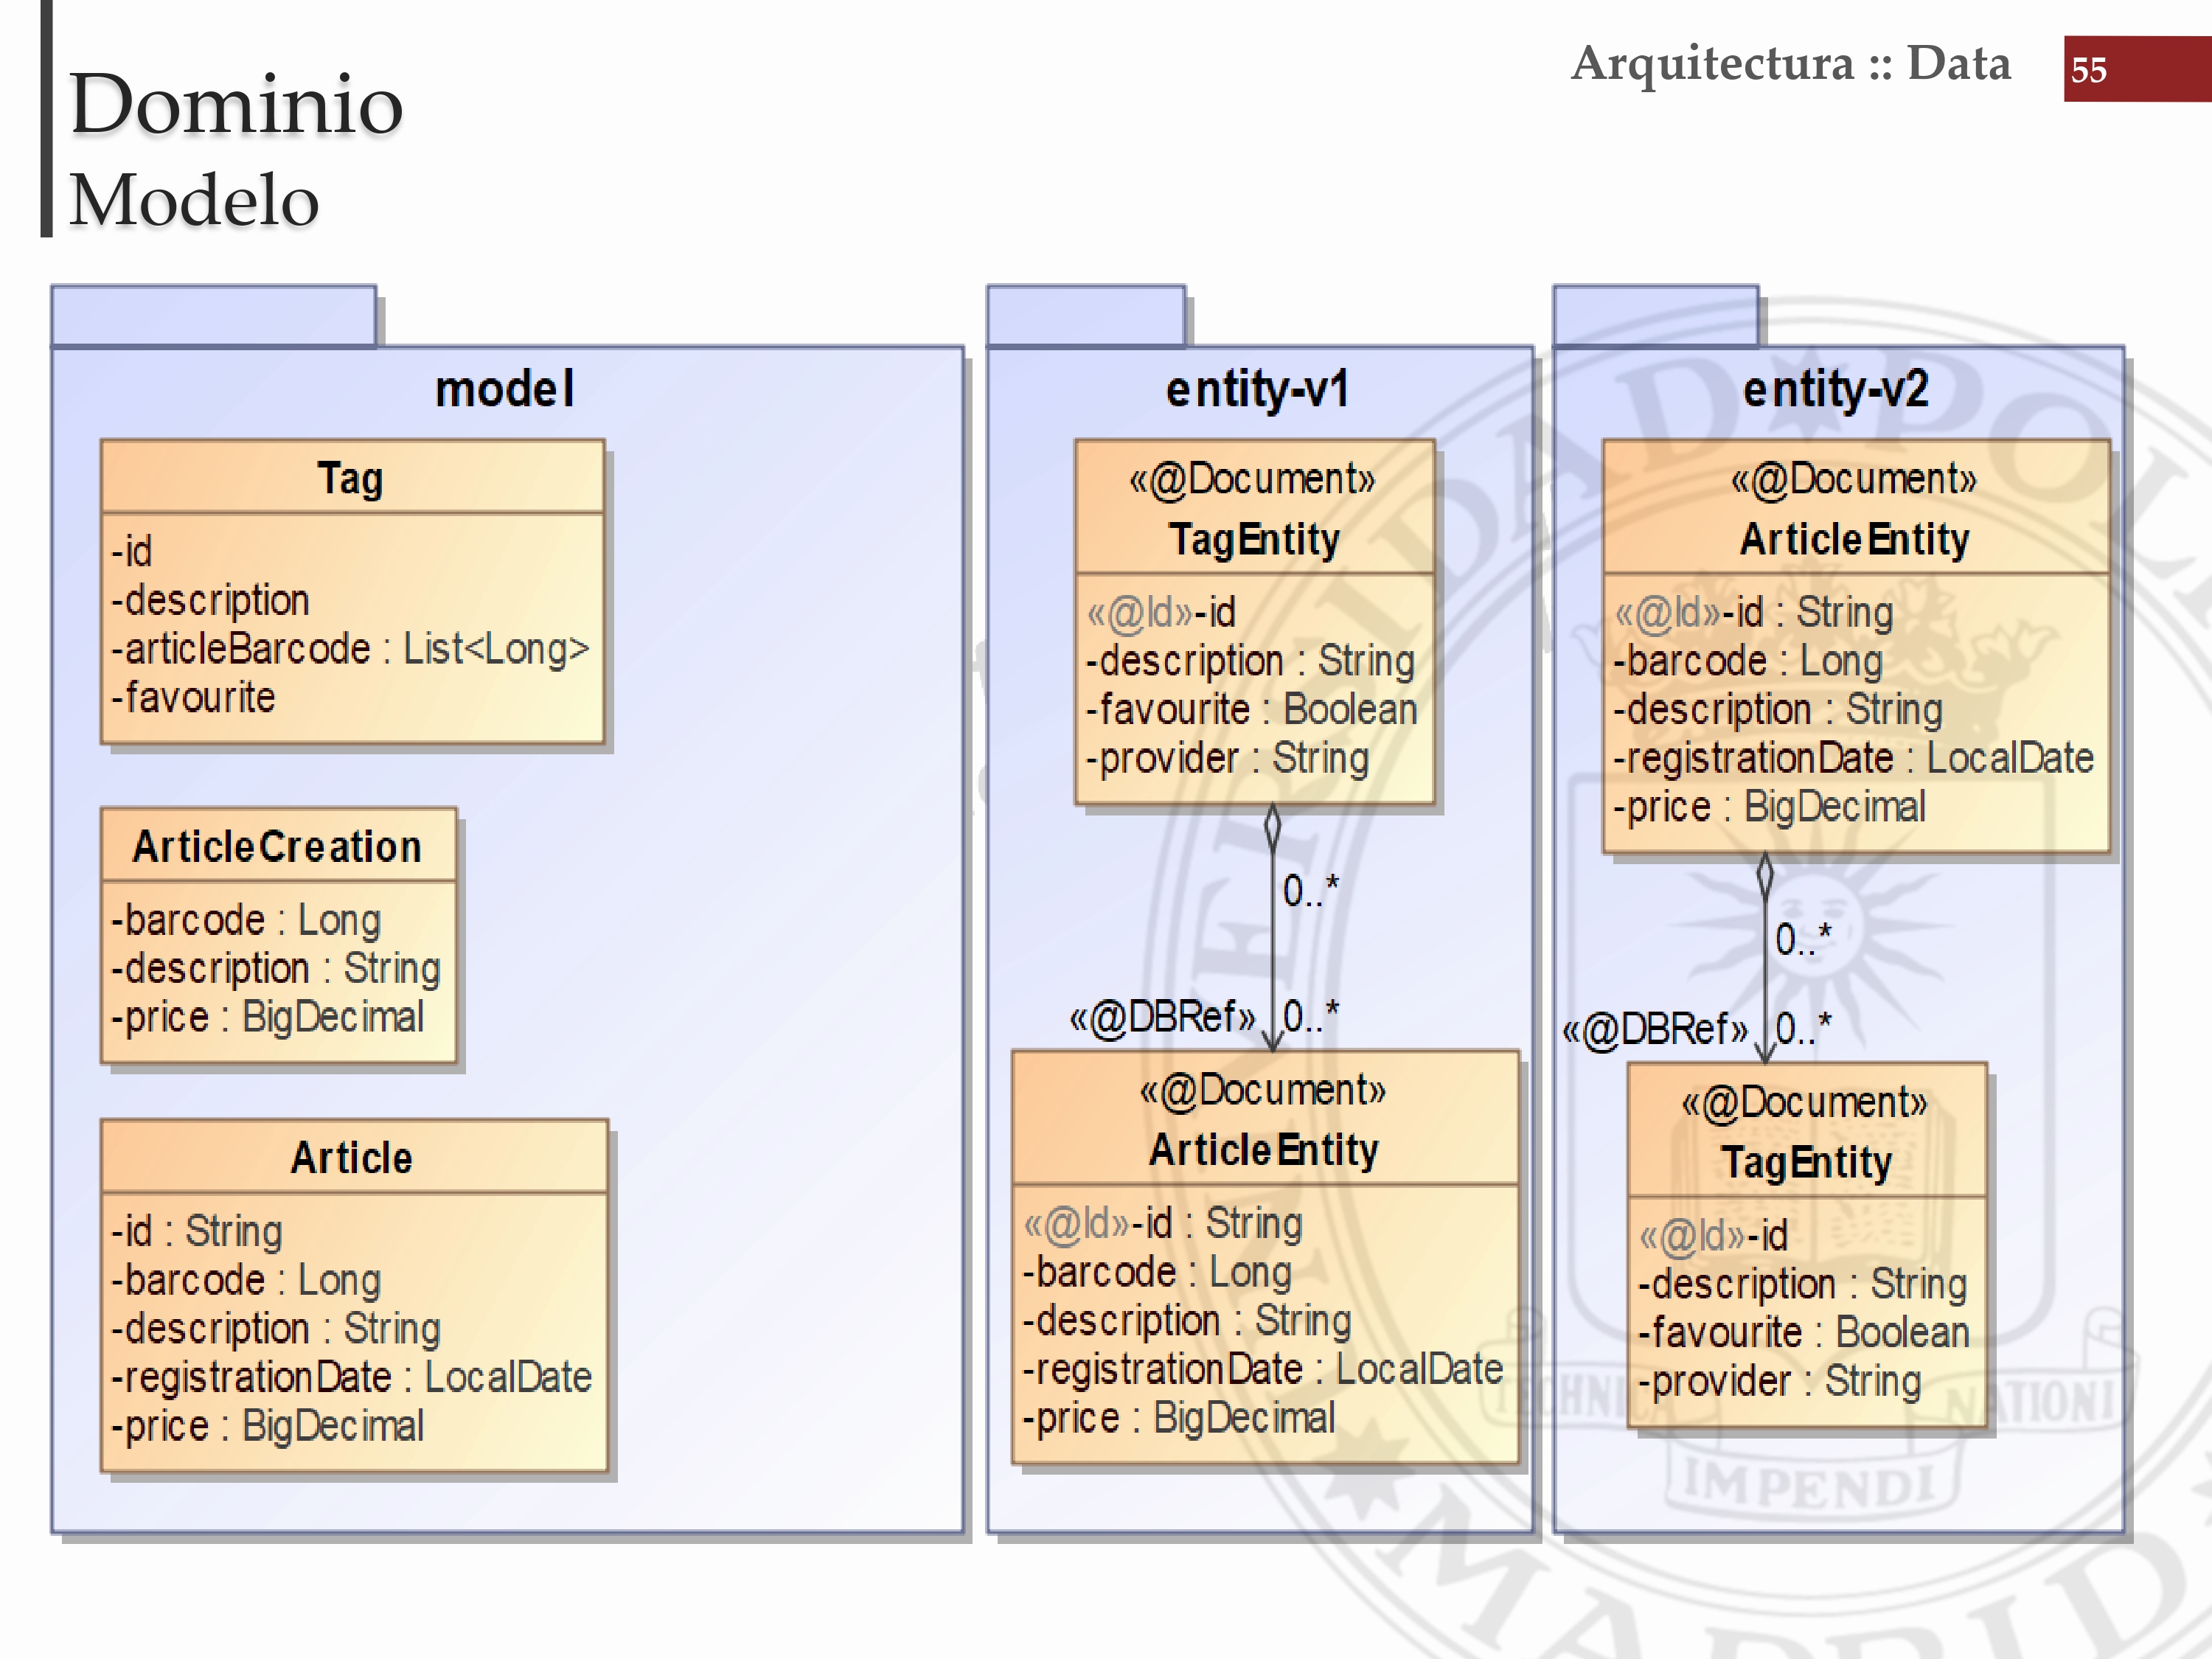 Arquitectura :: Data
55
Dominio
Modelo
model
Tag
-id
-description
-articleBarcode : List<Long>
-favourite
ArticleCreation
-barcode : Long
-description : String
-price : BigDecimal
Article
-id : String
-barcode : Long
-description : String
-registrationDate : LocalDate
-price : BigDecimal
entity-v1
«@Document»
TagEntity
«@Id»-id
-description : String
-favourite : Boolean
-provider : String
0..*
«@DBRef» 0..*
«@Document»
ArticleEntity
«@Id»-id : String
-barcode : Long
-description : String
-registrationDate : LocalDate
-price : BigDecimal
entity-v2
«@Document»
ArticleEntity
«@Id»-id : String
-barcode : Long
-description : String
-registrationDate : LocalDate
-price : BigDecimal
0..*
«@DBRef» 0..*
«@Document»
TagEntity
«@Id»-id
-description : String
-favourite : Boolean
-provider : String
NATIONI
IMPENDI